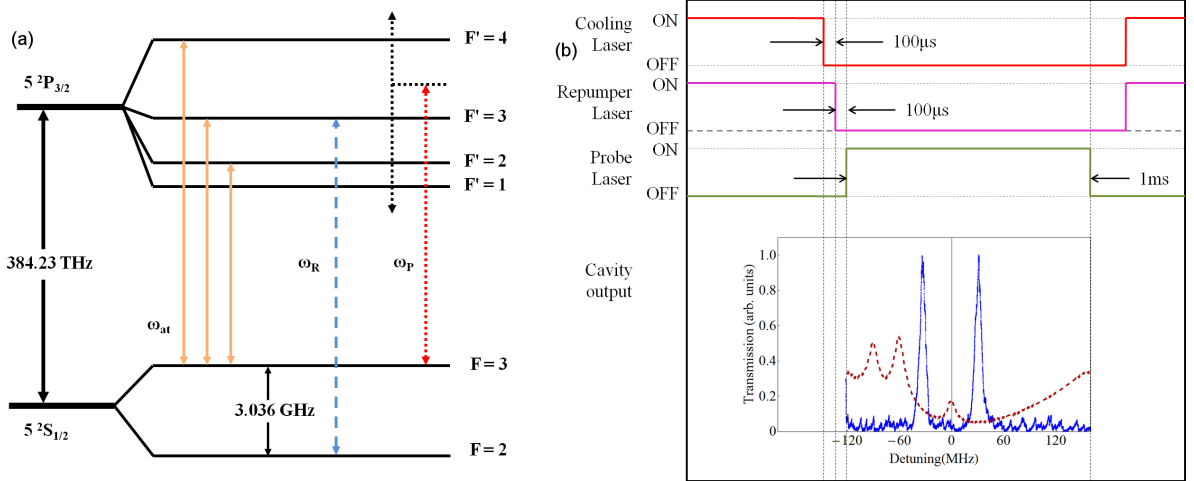 (a)
F' = 4
5 ²P₃/₂
F' = 3
F' = 2
F' = 1
384.23 THz
ω_R
ω_P
ω_at
F = 3
3.036 GHz
5 ²S₁/₂
F = 2
(b)
Cooling
Laser
ON
OFF
100μs
Repumper
Laser
ON
OFF
100μs
Probe
Laser
ON
OFF
1ms
Cavity
output
Transmission (arb. units)
1.0
0.8
0.6
0.4
0.2
0
−120 −60 0 60 120
Detuning(MHz)